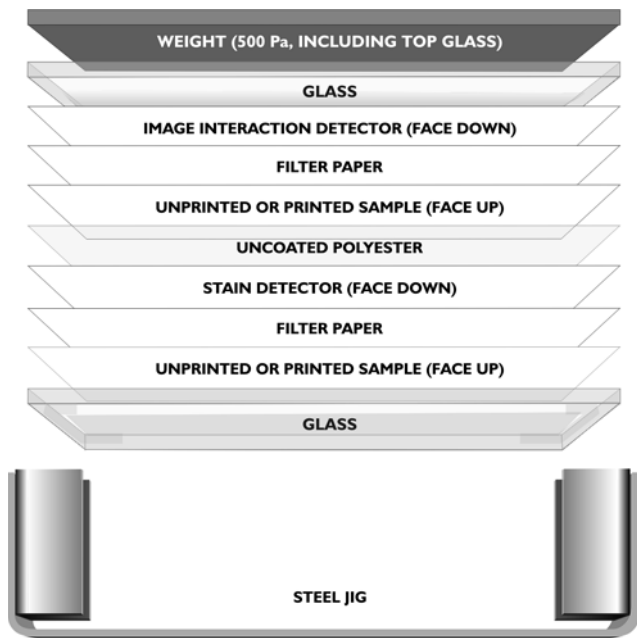 WEIGHT (500 Pa, INCLUDING TOP GLASS)
GLASS
IMAGE INTERACTION DETECTOR (FACE DOWN)
FILTER PAPER
UNPRINTED OR PRINTED SAMPLE (FACE UP)
UNCOATED POLYESTER
STAIN DETECTOR (FACE DOWN)
FILTER PAPER
UNPRINTED OR PRINTED SAMPLE (FACE UP)
GLASS
STEEL JIG